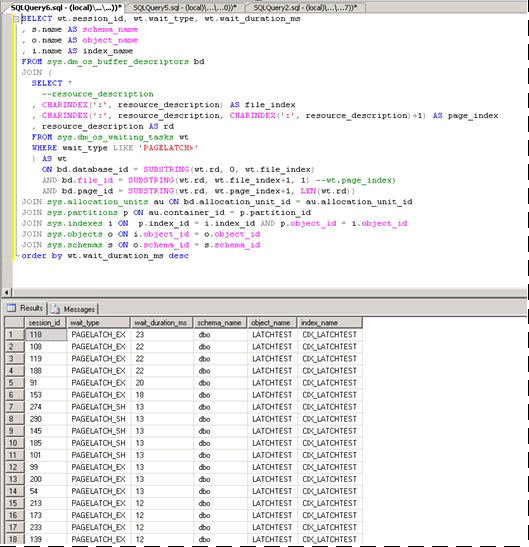 SQLQuery6.sql - (local)\...\...))* SQLQuery5.sql - (local)\...\...0))* SQLQuery2.sql - (local)\...\...7))*
SELECT wt.session_id, wt.wait_type, wt.wait_duration_ms
, s.name AS schema_name
, o.name AS object_name
, i.name AS index_name
FROM sys.dm_os_buffer_descriptors bd
JOIN (
SELECT *
--resource_description
, CHARINDEX(':', resource_description) AS file_index
, CHARINDEX(':', resource_description, CHARINDEX(':', resource_description)+1) AS page_index
, resource_description AS rd
FROM sys.dm_os_waiting_tasks wt
WHERE wait_type LIKE 'PAGELATCH%'
) AS wt
ON bd.database_id = SUBSTRING(wt.rd, 0, wt.file_index)
AND bd.file_id = SUBSTRING(wt.rd, wt.file_index+1, 1) --wt.page_index)
AND bd.page_id = SUBSTRING(wt.rd, wt.page_index+1, LEN(wt.rd))
JOIN sys.allocation_units au ON bd.allocation_unit_id = au.allocation_unit_id
JOIN sys.partitions p ON au.container_id = p.partition_id
JOIN sys.indexes i ON p.index_id = i.index_id AND p.object_id = i.object_id
JOIN sys.objects o ON i.object_id = o.object_id
JOIN sys.schemas s ON o.schema_id = s.schema_id
order by wt.wait_duration_ms desc
Results Messages
session_id wait_type wait_duration_ms schema_name object_name index_name
1 118 PAGELATCH_EX 23 dbo LATCHTEST CIX_LATCHTEST
2 108 PAGELATCH_EX 22 dbo LATCHTEST CIX_LATCHTEST
3 119 PAGELATCH_EX 22 dbo LATCHTEST CIX_LATCHTEST
4 188 PAGELATCH_EX 22 dbo LATCHTEST CIX_LATCHTEST
5 91 PAGELATCH_EX 20 dbo LATCHTEST CIX_LATCHTEST
6 153 PAGELATCH_EX 18 dbo LATCHTEST CIX_LATCHTEST
7 274 PAGELATCH_SH 13 dbo LATCHTEST CIX_LATCHTEST
8 290 PAGELATCH_SH 13 dbo LATCHTEST CIX_LATCHTEST
9 145 PAGELATCH_SH 13 dbo LATCHTEST CIX_LATCHTEST
10 185 PAGELATCH_SH 13 dbo LATCHTEST CIX_LATCHTEST
11 101 PAGELATCH_SH 13 dbo LATCHTEST CIX_LATCHTEST
12 99 PAGELATCH_EX 13 dbo LATCHTEST CIX_LATCHTEST
13 200 PAGELATCH_EX 13 dbo LATCHTEST CIX_LATCHTEST
14 54 PAGELATCH_EX 13 dbo LATCHTEST CIX_LATCHTEST
15 213 PAGELATCH_EX 12 dbo LATCHTEST CIX_LATCHTEST
16 173 PAGELATCH_EX 12 dbo LATCHTEST CIX_LATCHTEST
17 233 PAGELATCH_EX 12 dbo LATCHTEST CIX_LATCHTEST
18 139 PAGELATCH_EX 12 dbo LATCHTEST CIX_LATCHTEST